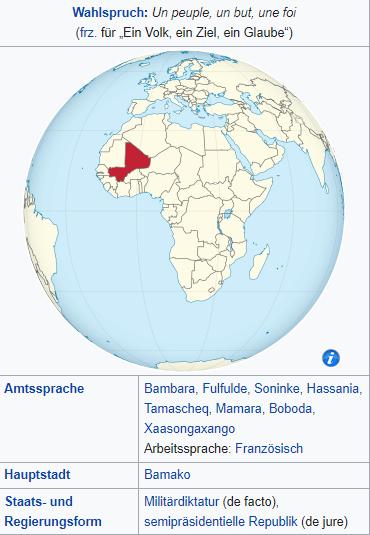 Wahlspruch: Un peuple, un but, une foi
(frz. für „Ein Volk, ein Ziel, ein Glaube“)
i
Amtssprache
Bambara, Fulfulde, Soninke, Hassania,
Tamascheq, Mamara, Boboda,
Xaasongaxango
Arbeitssprache: Französisch
Hauptstadt
Bamako
Staats- und
Regierungsform
Militärdiktatur (de facto),
semipräsidentielle Republik (de jure)